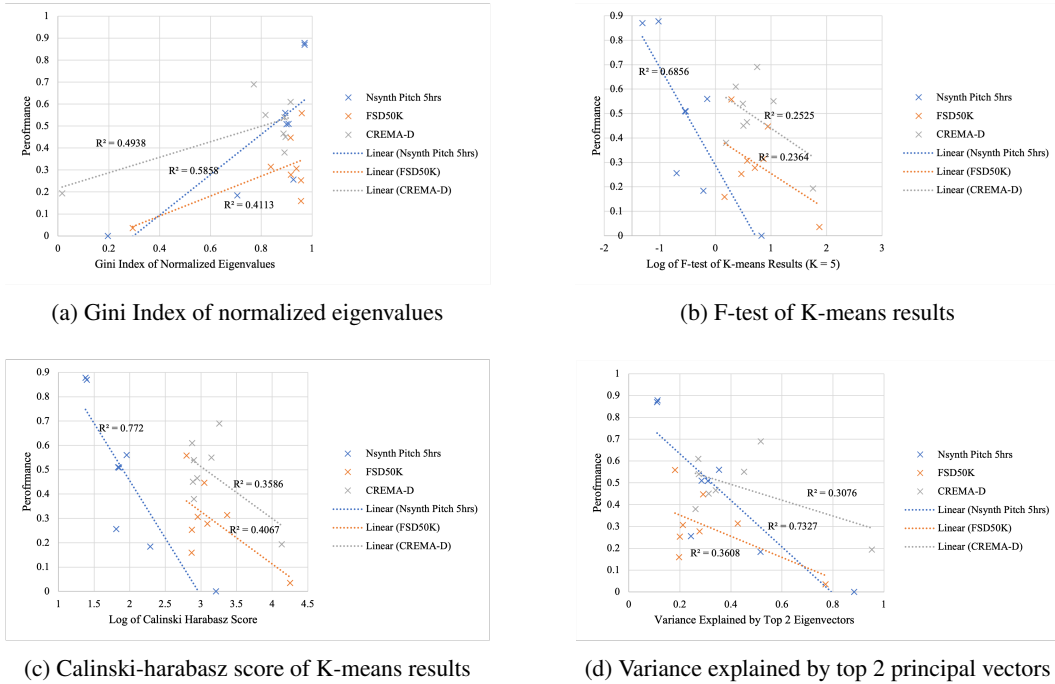 1
0.9
0.8
0.7
0.6
0.5
0.4
0.3
0.2
0.1
0
Perofrmance
R² = 0.4938
R² = 0.5858
R² = 0.4113
0 0.2 0.4 0.6 0.8 1
Gini Index of Normalized Eigenvalues
Nsynth Pitch 5hrs
FSD50K
CREMA-D
Linear (Nsynth Pitch 5hrs)
Linear (FSD50K)
Linear (CREMA-D)
(a) Gini Index of normalized eigenvalues
0.9
0.8
0.7
0.6
0.5
0.4
0.3
0.2
0.1
0
Perofrmance
R² = 0.6856
R² = 0.2525
R² = 0.2364
-2 -1 0 1 2 3
Log of F-test of K-means Results (K = 5)
Nsynth Pitch 5hrs
FSD50K
CREMA-D
Linear (Nsynth Pitch 5hrs)
Linear (FSD50K)
Linear (CREMA-D)
(b) F-test of K-means results
0.9
0.8
0.7
0.6
0.5
0.4
0.3
0.2
0.1
0
Perofrmance
R² = 0.772
R² = 0.3586
R² = 0.4067
1 1.5 2 2.5 3 3.5 4 4.5
Log of Calinski Harabasz Score
Nsynth Pitch 5hrs
FSD50K
CREMA-D
Linear (Nsynth Pitch 5hrs)
Linear (FSD50K)
Linear (CREMA-D)
(c) Calinski-harabasz score of K-means results
1
0.9
0.8
0.7
0.6
0.5
0.4
0.3
0.2
0.1
0
Perofrmance
R² = 0.3076
R² = 0.7327
R² = 0.3608
0 0.2 0.4 0.6 0.8 1
Variance Explained by Top 2 Eigenvectors
Nsynth Pitch 5hrs
FSD50K
CREMA-D
Linear (Nsynth Pitch 5hrs)
Linear (FSD50K)
Linear (CREMA-D)
(d) Variance explained by top 2 principal vectors